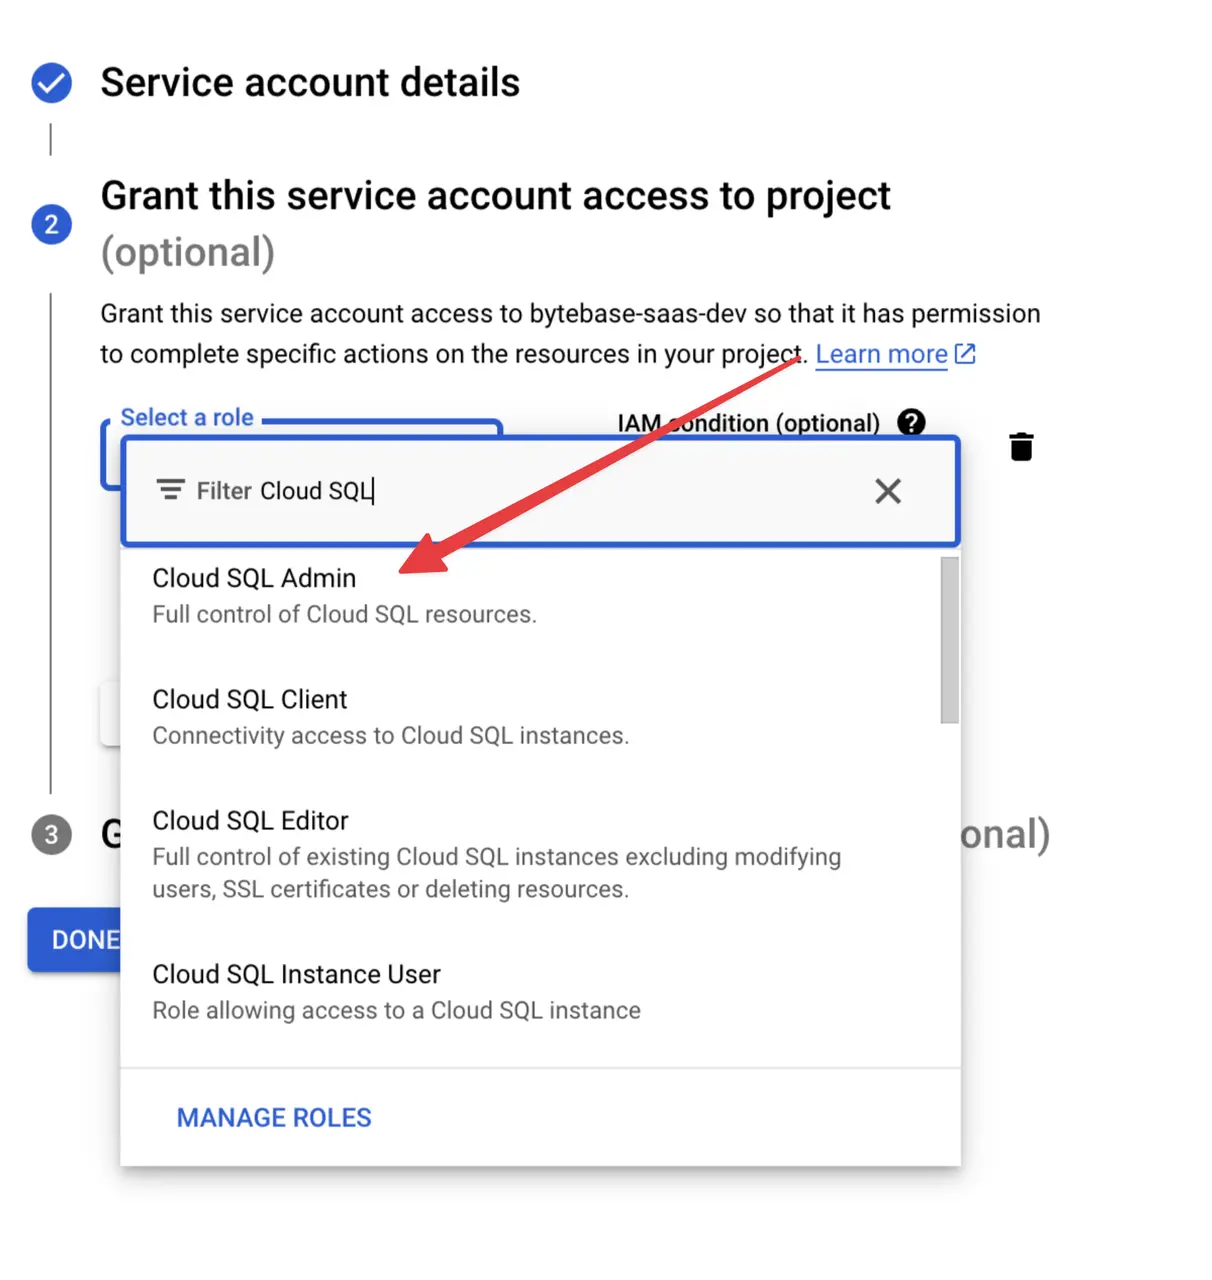 Service account details
2
Grant this service account access to project
(optional)
Grant this service account access to bytebase-saas-dev so that it has permission
to complete specific actions on the resources in your project. Learn more
Select a role
IAM condition (optional) ?
Filter Cloud SQL
Cloud SQL Admin
Full control of Cloud SQL resources.
Cloud SQL Client
Connectivity access to Cloud SQL instances.
Cloud SQL Editor
Full control of existing Cloud SQL instances excluding modifying
users, SSL certificates or deleting resources.
Cloud SQL Instance User
Role allowing access to a Cloud SQL instance
MANAGE ROLES
3
G onal)
DONE